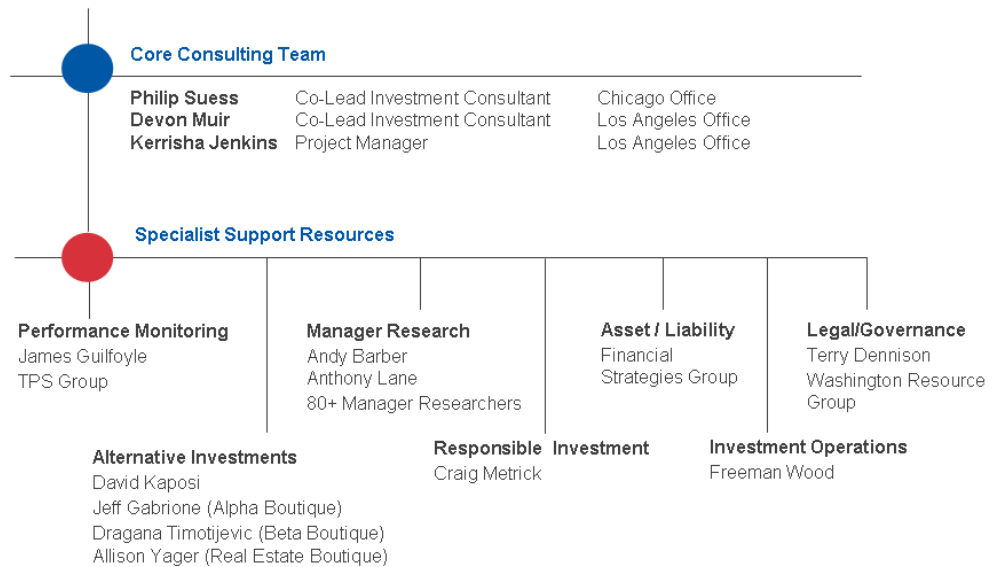 Core Consulting Team
Philip Suess Co-Lead Investment Consultant Chicago Office
Devon Muir Co-Lead Investment Consultant Los Angeles Office
Kerrisha Jenkins Project Manager Los Angeles Office
Specialist Support Resources
Performance Monitoring
James Guilfoyle
TPS Group
Manager Research
Andy Barber
Anthony Lane
80+ Manager Researchers
Asset / Liability
Financial
Strategies Group
Legal/Governance
Terry Dennison
Washington Resource
Group
Alternative Investments
David Kaposi
Jeff Gabrione (Alpha Boutique)
Dragana Timotijevic (Beta Boutique)
Allison Yager (Real Estate Boutique)
Responsible Investment
Craig Metrick
Investment Operations
Freeman Wood